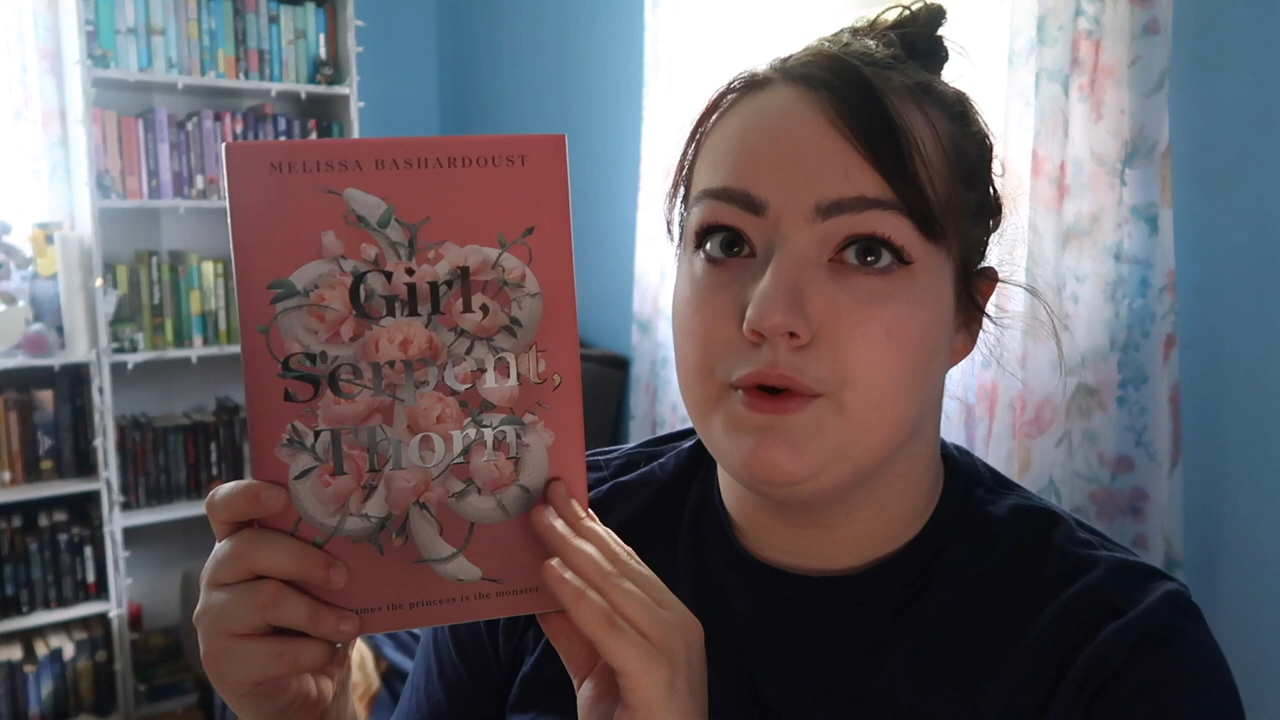 MELISSA BASHARDOUST
Girl,
Serpent,
Thorn
the princess is the monster.